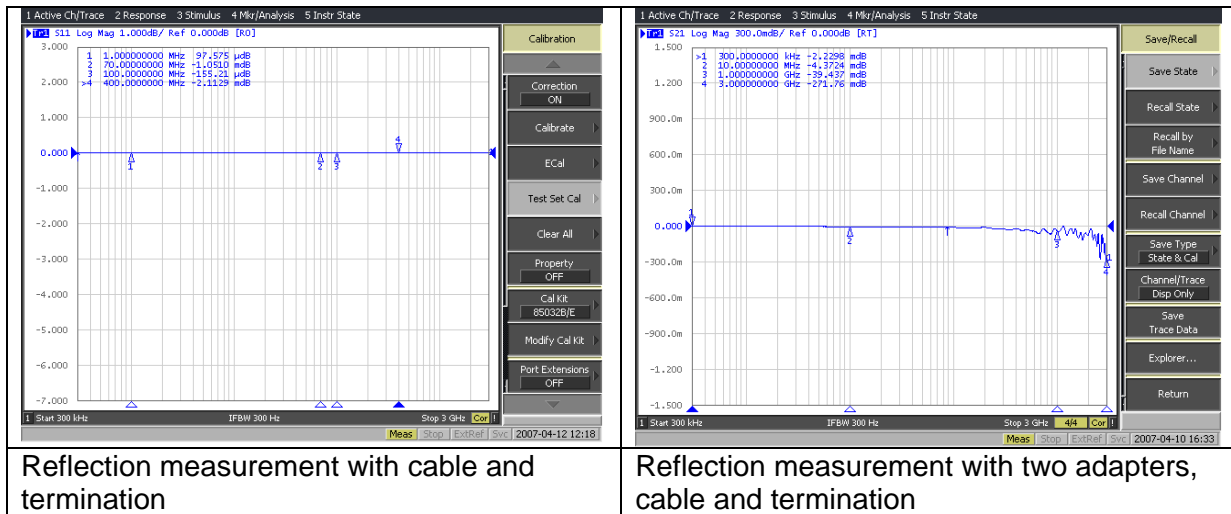 1 Active Ch/Trace 2 Response 3 Stimulus 4 Mkr/Analysis 5 Instr State
Tr1 S11 Log Mag 1.000dB/ Ref 0.000dB [RO]
3.000
1 1.000000000 MHz 97.575 µdB
2 70.00000000 MHz -1.0510 mdB
3 100.0000000 MHz -155.21 µdB
>4 400.0000000 MHz -2.1129 mdB
2.000
1.000
0.000
-1.000
-2.000
-3.000
-4.000
-5.000
-6.000
-7.000
1
2
3
4
1 Start 300 kHz IFBW 300 Hz Stop 3 GHz Cor !
Meas Stop ExtRef Svc 2007-04-12 12:18
Calibration
Correction
ON
Calibrate
ECal
Test Set Cal
Clear All
Property
OFF
Cal Kit
85032B/E
Modify Cal Kit
Port Extensions
OFF
Reflection measurement with cable and
termination
1 Active Ch/Trace 2 Response 3 Stimulus 4 Mkr/Analysis 5 Instr State
Tr1 S21 Log Mag 300.0mdB/ Ref 0.000dB [RT]
1.500
>1 300.0000000 kHz -2.2298 mdB
2 10.00000000 MHz -4.3724 mdB
3 1.000000000 GHz -39.437 mdB
4 3.000000000 GHz -271.76 mdB
1.200
900.0m
600.0m
300.0m
0.000
-300.0m
-600.0m
-900.0m
-1.200
-1.500
1
2
3
4
1
1 Start 300 kHz IFBW 300 Hz Stop 3 GHz 4/4 Cor !
Meas Stop ExtRef Svc 2007-04-10 16:33
Save/Recall
Save State
Recall State
Recall by
File Name
Save Channel
Recall Channel
Save Type
State & Cal
Channel/Trace
Disp Only
Save
Trace Data
Explorer...
Return
Reflection measurement with two adapters,
cable and termination